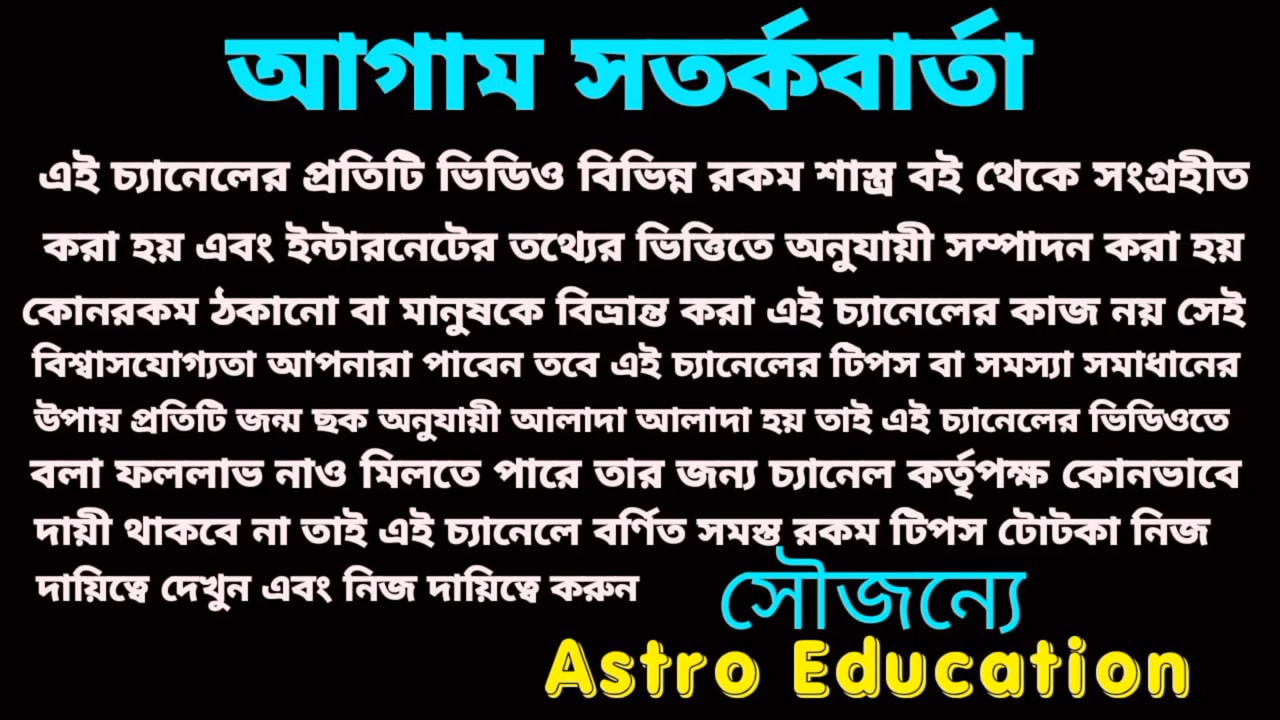 আগাম সতর্কবার্তা
এই চ্যানেলের প্রতিটি ভিডিও বিভিন্ন রকম শাস্ত্র বই থেকে সংগ্রহীত
করা হয় এবং ইন্টারনেটের তথ্যের ভিত্তিতে অনুযায়ী সম্পাদন করা হয়
কোনরকম ঠকানো বা মানুষকে বিভ্রান্ত করা এই চ্যানেলের কাজ নয় সেই
বিশ্বাসযোগ্যতা আপনারা পাবেন তবে এই চ্যানেলের টিপস বা সমস্যা সমাধানের
উপায় প্রতিটি জন্ম ছক অনুযায়ী আলাদা আলাদা হয় তাই এই চ্যানেলের ভিডিওতে
বলা ফললাভ নাও মিলতে পারে তার জন্য চ্যানেল কর্তৃপক্ষ কোনভাবে
দায়ী থাকবে না তাই এই চ্যানেলে বর্ণিত সমস্ত রকম টিপস টোটকা নিজ
দায়িত্বে দেখুন এবং নিজ দায়িত্বে করুন
সৌজন্যে
Astro Education